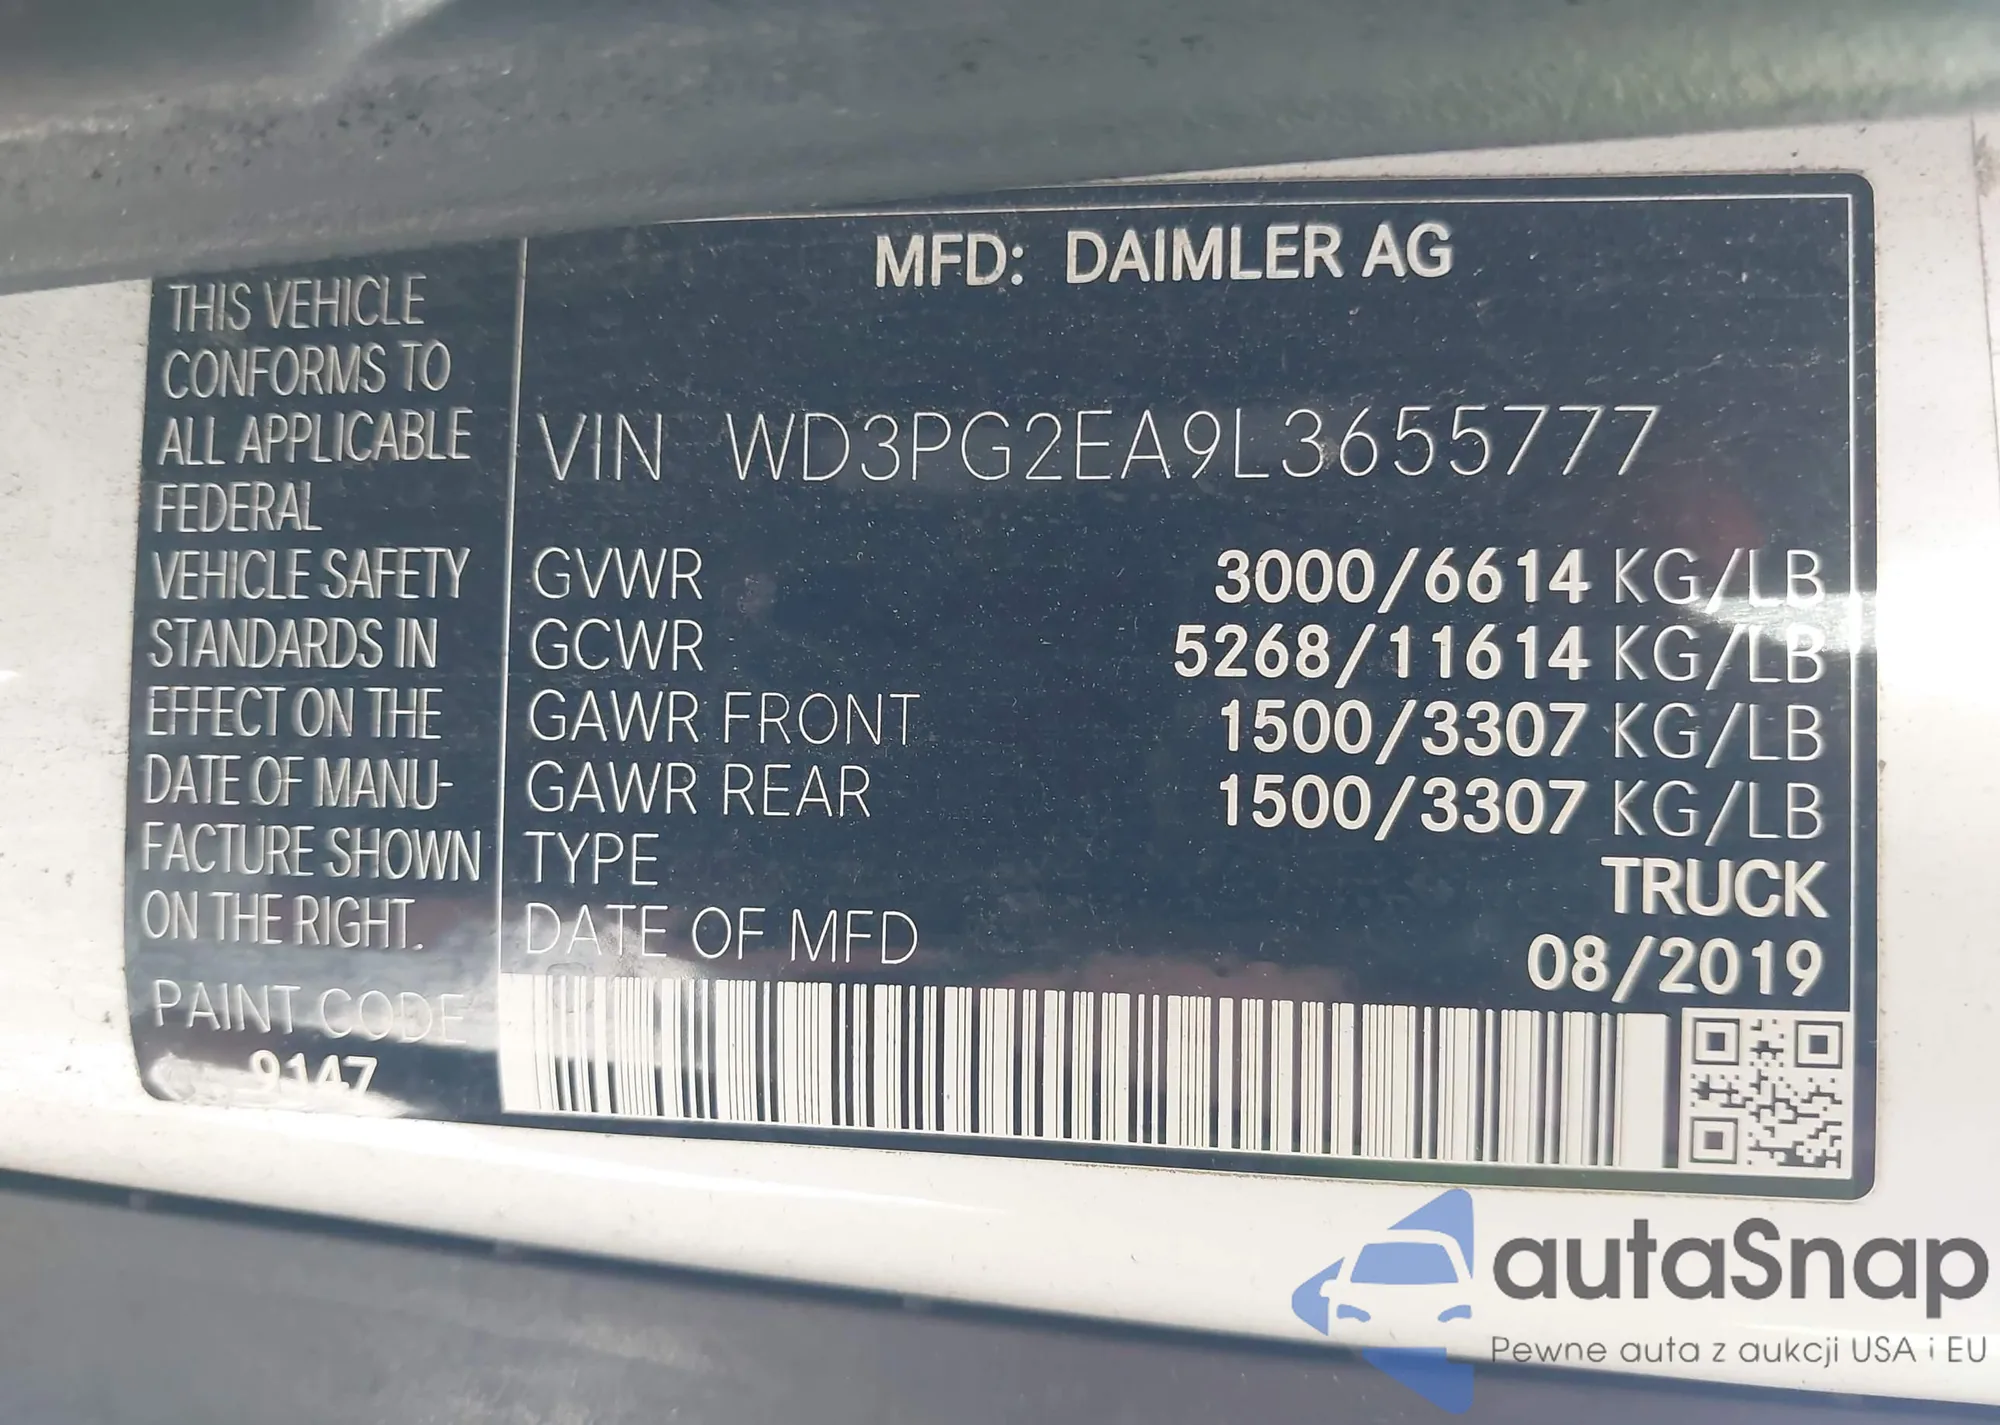 MFD: DAIMLER AG
THIS VEHICLE
CONFORMS TO
ALL APPLICABLE
FEDERAL
VEHICLE SAFETY
STANDARDS IN
EFFECT ON THE
DATE OF MANU-
FACTURE SHOWN
ON THE RIGHT.
PAINT CODE
9147
VIN WD3PG2EA9L3655777
GVWR 3000/6614 KG/LB
GCWR 5268/11614 KG/LB
GAWR FRONT 1500/3307 KG/LB
GAWR REAR 1500/3307 KG/LB
TYPE TRUCK
DATE OF MFD 08/2019
autaSnap
Pewne auta z aukcji USA i EU